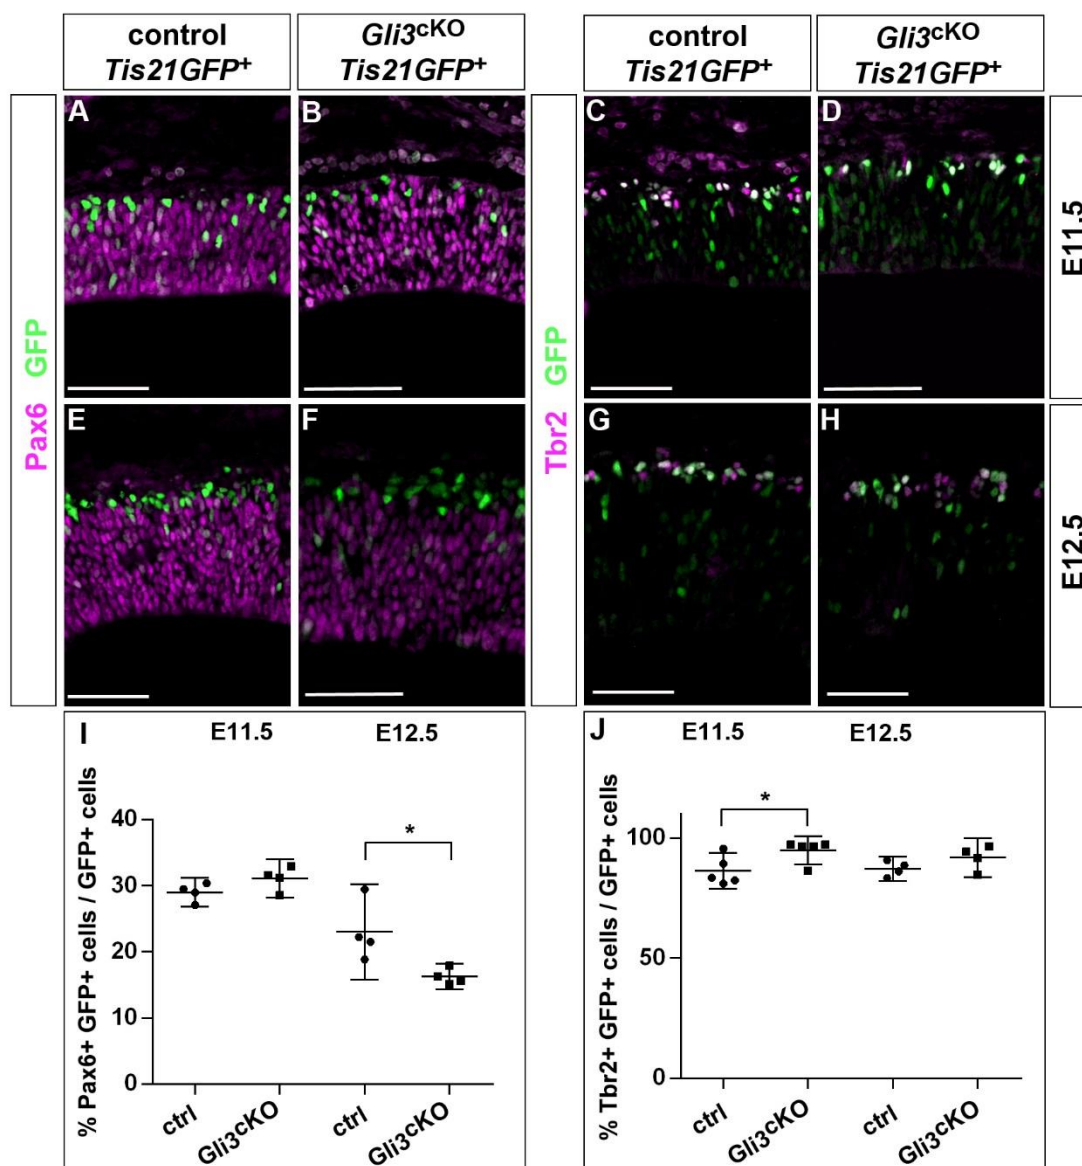 control
Tis21GFP+
Gli3cKO
Tis21GFP+
control
Tis21GFP+
Gli3cKO
Tis21GFP+
Pax6 GFP
A
B
Tbr2 GFP
C
D
E11.5
E
F
G
H
E12.5
I
E11.5
E12.5
% Pax6+ GFP+ cells / GFP+ cells
40
30
20
10
0
*
ctrl
Gli3cKO
ctrl
Gli3cKO
J
E11.5
E12.5
% Tbr2+ GFP+ cells / GFP+ cells
100
50
0
*
ctrl
Gli3cKO
ctrl
Gli3cKO